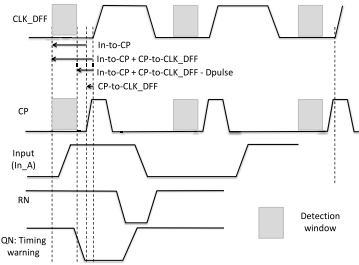 CLK_DFF
In-to-CP
In-to-CP + CP-to-CLK_DFF
In-to-CP + CP-to-CLK_DFF - Dpulse
CP-to-CLK_DFF
CP
Input
(In_A)
RN
QN: Timing
warning
Detection
window